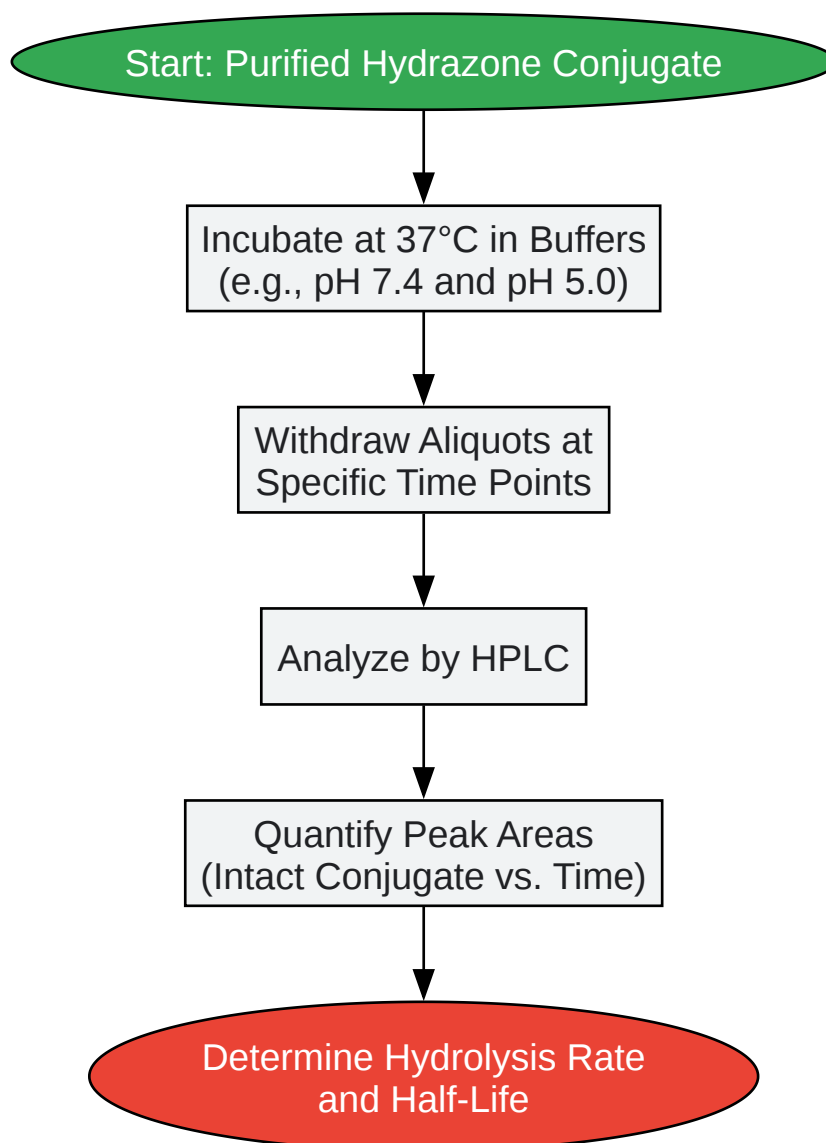 Start: Purified Hydrazone Conjugate
Incubate at 37°C in Buffers
(e.g., pH 7.4 and pH 5.0)
Withdraw Aliquots at
Specific Time Points
Analyze by HPLC
Quantify Peak Areas
(Intact Conjugate vs. Time)
Determine Hydrolysis Rate
and Half-Life